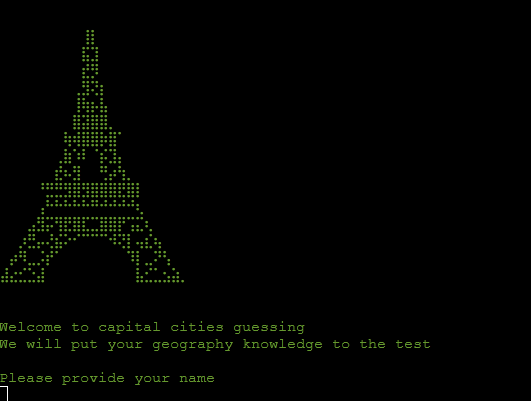 Welcome to capital cities guessing
We will put your geography knowledge to the test
Please provide your name